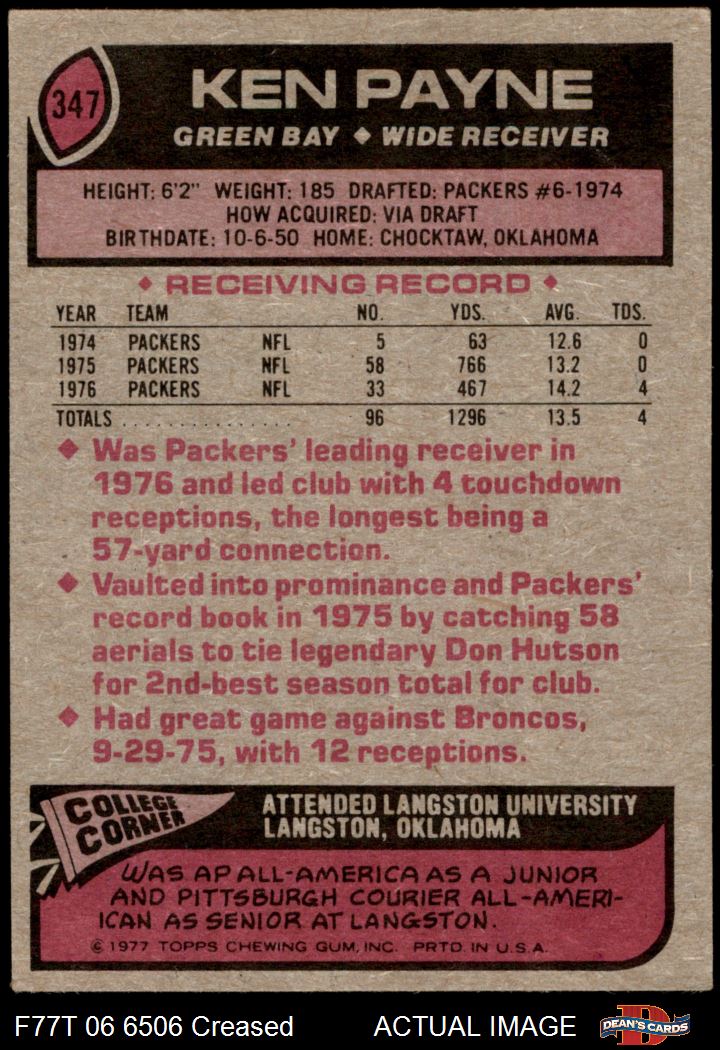 347
KEN PAYNE
GREEN BAY ◆ WIDE RECEIVER
HEIGHT: 6'2" WEIGHT: 185 DRAFTED: PACKERS #6-1974
HOW ACQUIRED: VIA DRAFT
BIRTHDATE: 10-6-50 HOME: CHOCKTAW, OKLAHOMA
◆ RECEIVING RECORD ◆
YEAR TEAM NO. YDS. AVG. TDS.
1974 PACKERS NFL 5 63 12.6 0
1975 PACKERS NFL 58 766 13.2 0
1976 PACKERS NFL 33 467 14.2 4
TOTALS . . . . . . . . . . . . . . . . 96 1296 13.5 4
◆ Was Packers' leading receiver in
1976 and led club with 4 touchdown
receptions, the longest being a
57-yard connection.
◆ Vaulted into prominance and Packers'
record book in 1975 by catching 58
aerials to tie legendary Don Hutson
for 2nd-best season total for club.
◆ Had great game against Broncos,
9-29-75, with 12 receptions.
COLLEGE
CORNER
ATTENDED LANGSTON UNIVERSITY
LANGSTON, OKLAHOMA
WAS AP ALL-AMERICA AS A JUNIOR
AND PITTSBURGH COURIER ALL-AMERI-
ICAN AS SENIOR AT LANGSTON.
© 1977 TOPPS CHEWING GUM, INC. PRTD. IN U.S.A.
F77T 06 6506 Creased ACTUAL IMAGE
D
DEAN'S CARDS